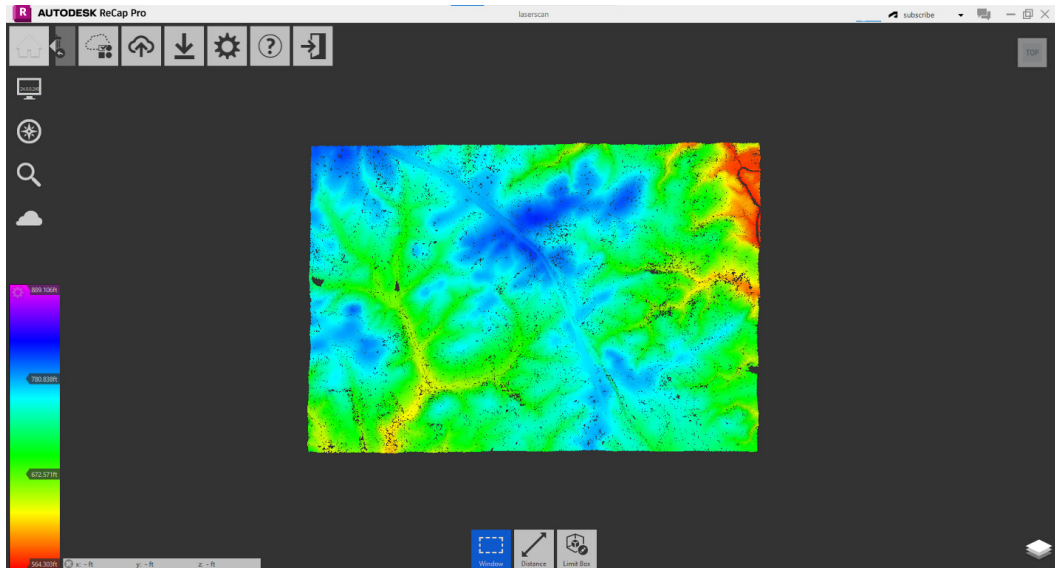 R AUTODESK ReCap Pro
laserscan
subscribe
TOP
889.106ft
780.838ft
672.571ft
564.303ft
x: - ft y: - ft z: - ft
Window Distance Limit Box